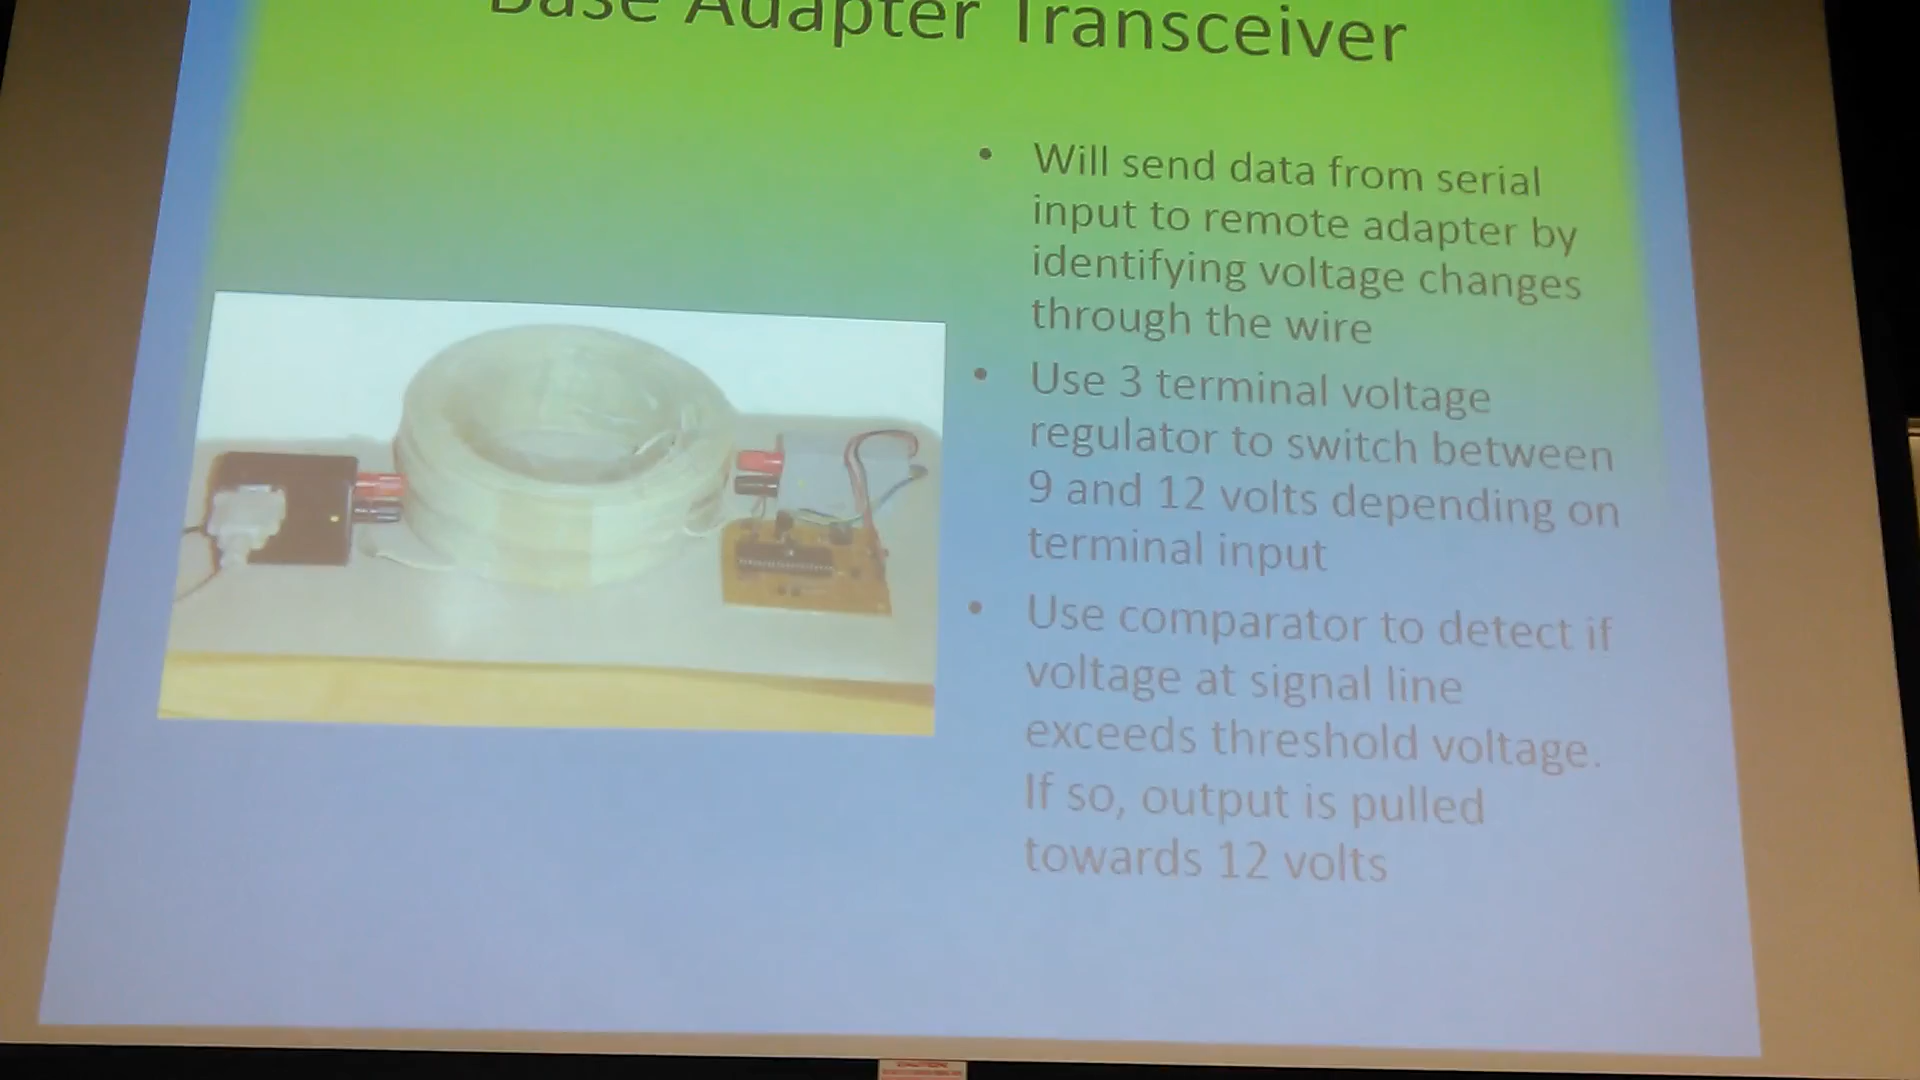 Base Adapter Transceiver
• Will send data from serial
input to remote adapter by
identifying voltage changes
through the wire
• Use 3 terminal voltage
regulator to switch between
9 and 12 volts depending on
terminal input
• Use comparator to detect if
voltage at signal line
exceeds threshold voltage.
If so, output is pulled
towards 12 volts